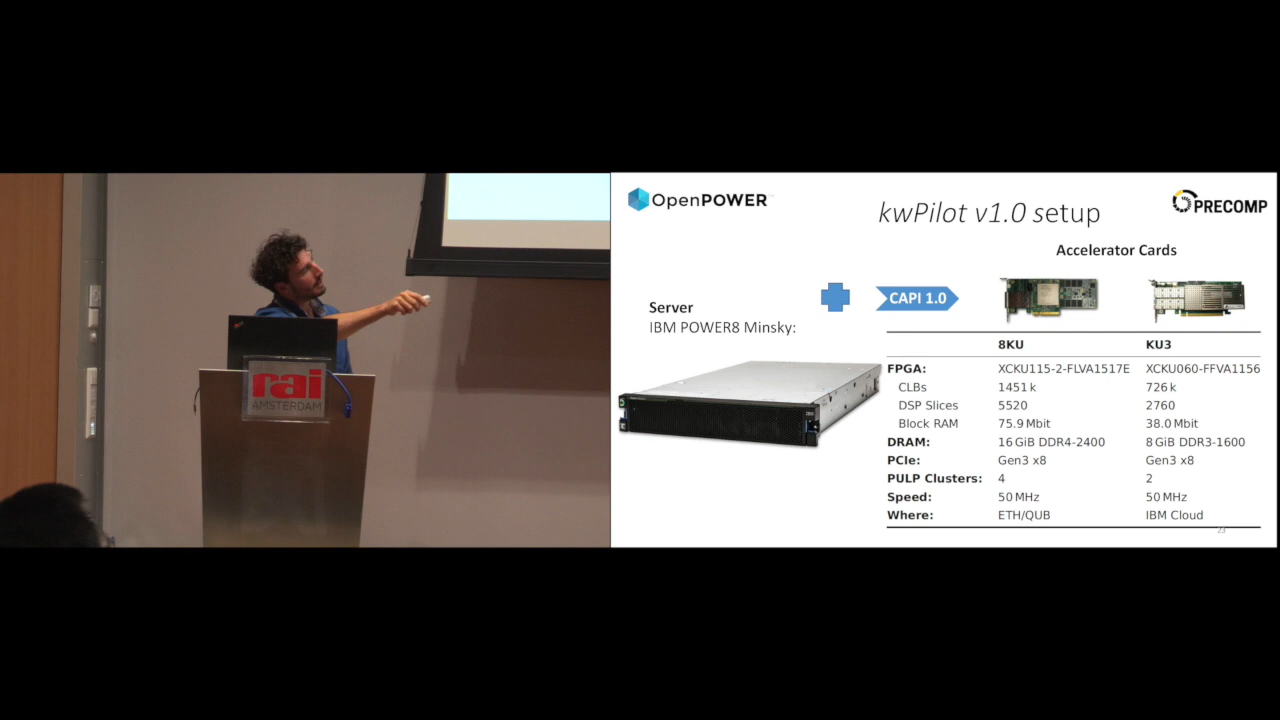 rai
AMSTERDAM
OpenPOWER™
PRECOMP
kwPilot v1.0 setup
Accelerator Cards
Server
IBM POWER8 Minsky:
CAPI 1.0
8KU KU3
FPGA: XCKU115-2-FLVA1517E XCKU060-FFVA1156
CLBs 1451 k 726 k
DSP Slices 5520 2760
Block RAM 75.9 Mbit 38.0 Mbit
DRAM: 16 GiB DDR4-2400 8 GiB DDR3-1600
PCIe: Gen3 x8 Gen3 x8
PULP Clusters: 4 2
Speed: 50 MHz 50 MHz
Where: ETH/QUB IBM Cloud
23